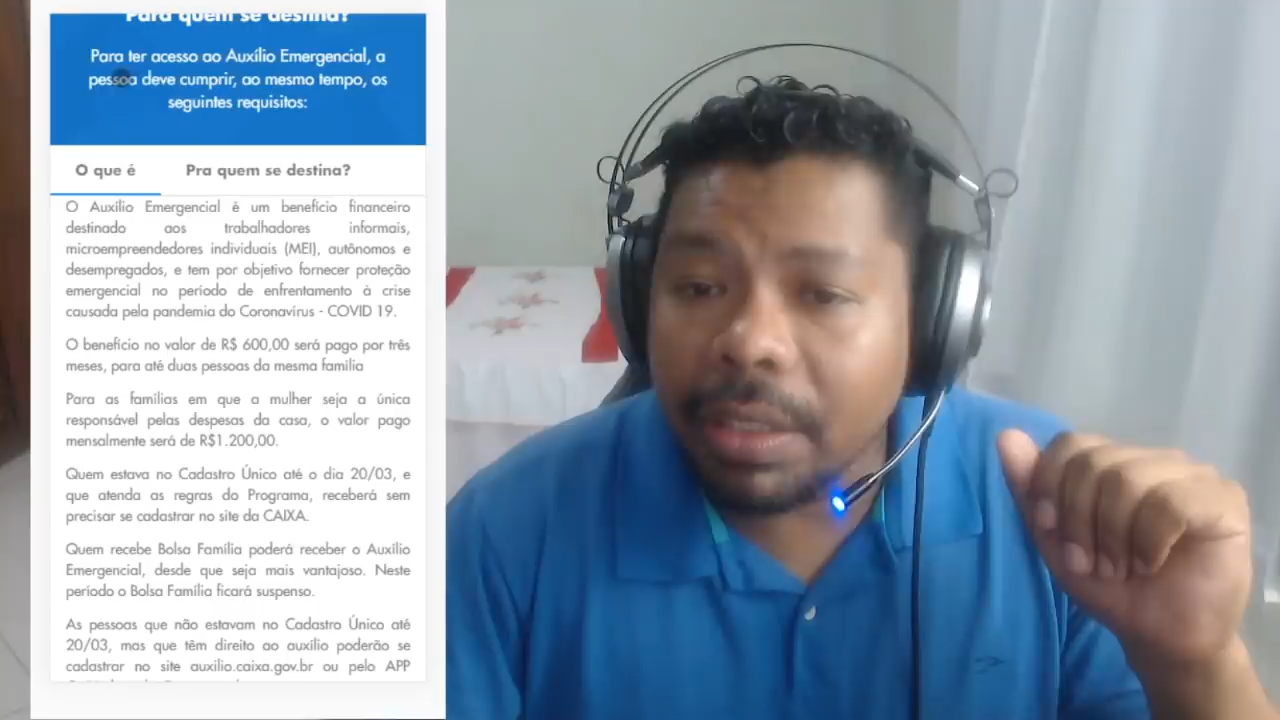 Para quem se destina?
Para ter acesso ao Auxílio Emergencial, a
pessoa deve cumprir, ao mesmo tempo, os
seguintes requisitos:
O que é
Pra quem se destina?
O Auxílio Emergencial é um benefício financeiro
destinado aos trabalhadores informais,
microempreendedores individuais (MEI), autônomos e
desempregados, e tem por objetivo fornecer proteção
emergencial no período de enfrentamento à crise
causada pela pandemia do Coronavírus - COVID 19.
O benefício no valor de R$ 600,00 será pago por três
meses, para até duas pessoas da mesma família
Para as famílias em que a mulher seja a única
responsável pelas despesas da casa, o valor pago
mensalmente será de R$1.200,00.
Quem estava no Cadastro Único até o dia 20/03, e
que atenda as regras do Programa, receberá sem
precisar se cadastrar no site da CAIXA.
Quem recebe Bolsa Família poderá receber o Auxílio
Emergencial, desde que seja mais vantajoso. Neste
período o Bolsa Família ficará suspenso.
As pessoas que não estavam no Cadastro Único até
20/03, mas que têm direito ao auxílio poderão se
cadastrar no site auxilio.caixa.gov.br ou pelo APP